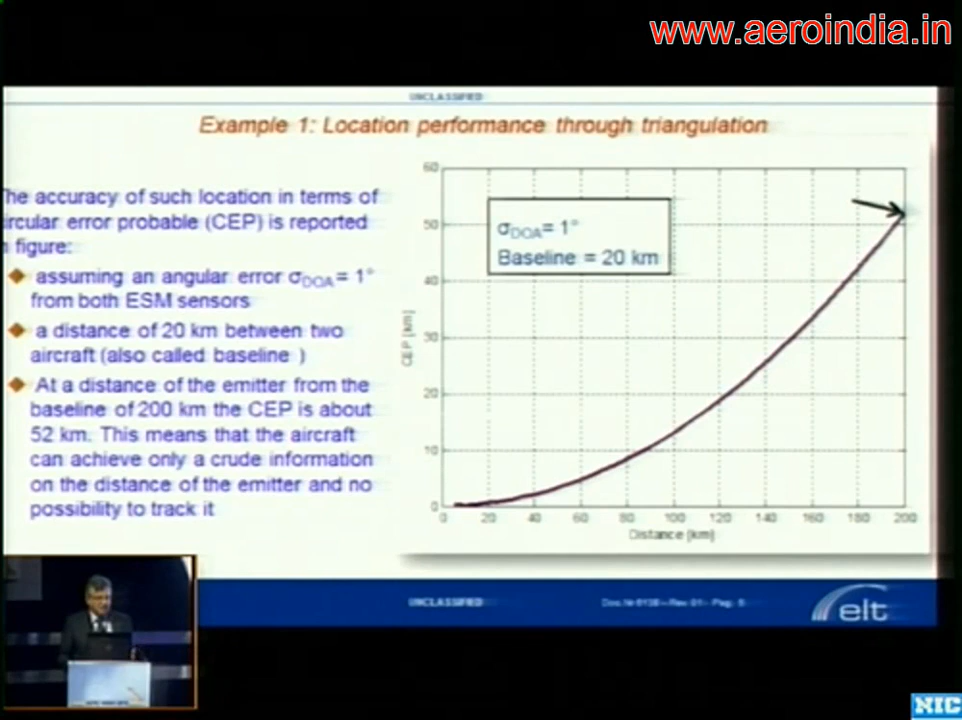 www.aeroindia.in
UNCLASSIFIED
Example 1: Location performance through triangulation
The accuracy of such location in terms of
circular error probable (CEP) is reported
in figure:
assuming an angular error σDOA= 1°
from both ESM sensors
a distance of 20 km between two
aircraft (also called baseline )
At a distance of the emitter from the
baseline of 200 km the CEP is about
52 km. This means that the aircraft
can achieve only a crude information
on the distance of the emitter and no
possibility to track it
σDOA= 1°
Baseline = 20 km
CEP [km]
60
50
40
30
20
10
0
0 20 40 60 80 100 120 140 160 180 200
Distance [km]
UNCLASSIFIED
elt
NIC